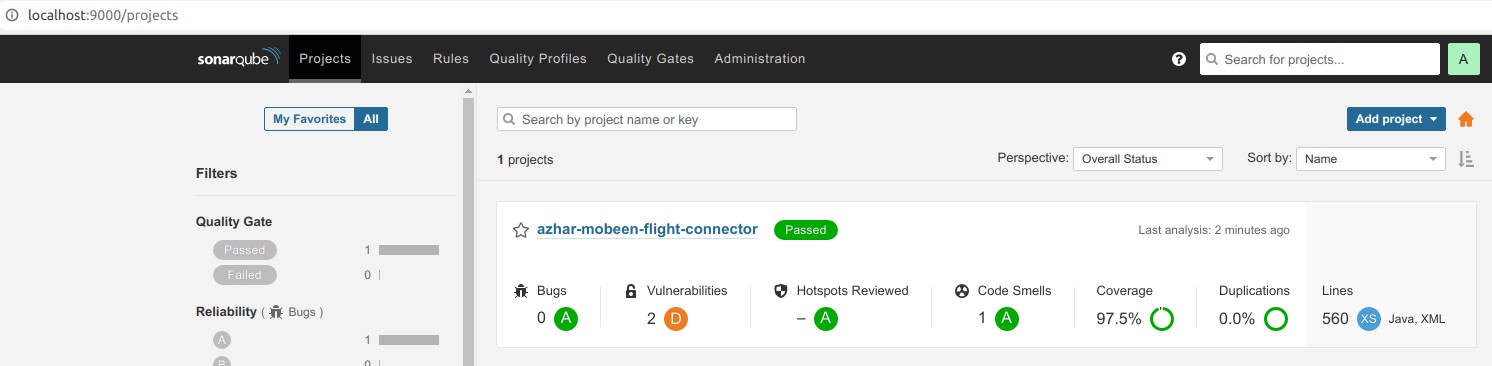 localhost:9000/projects
sonarqube Projects Issues Rules Quality Profiles Quality Gates Administration ? Search for projects... A
My Favorites All
Search by project name or key
Add project
1 projects
Perspective: Overall Status
Sort by: Name
Filters
Quality Gate
Passed 1
Failed 0
Reliability ( Bugs )
A 1
B 0
azhar-mobeen-flight-connector Passed
Last analysis: 2 minutes ago
Bugs Vulnerabilities Hotspots Reviewed Code Smells Coverage Duplications Lines
0 A 2 D – A 1 A 97.5% 0.0% 560 XS Java, XML